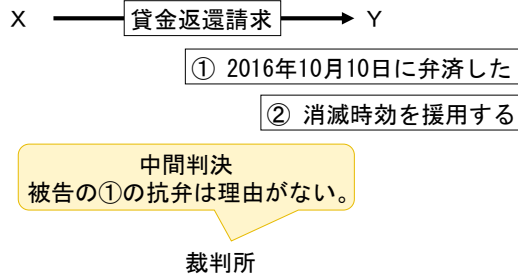 X 貸金返還請求 Y
① 2016年10月10日に弁済した
② 消滅時効を援用する
中間判決
被告の①の抗弁は理由がない。
裁判所